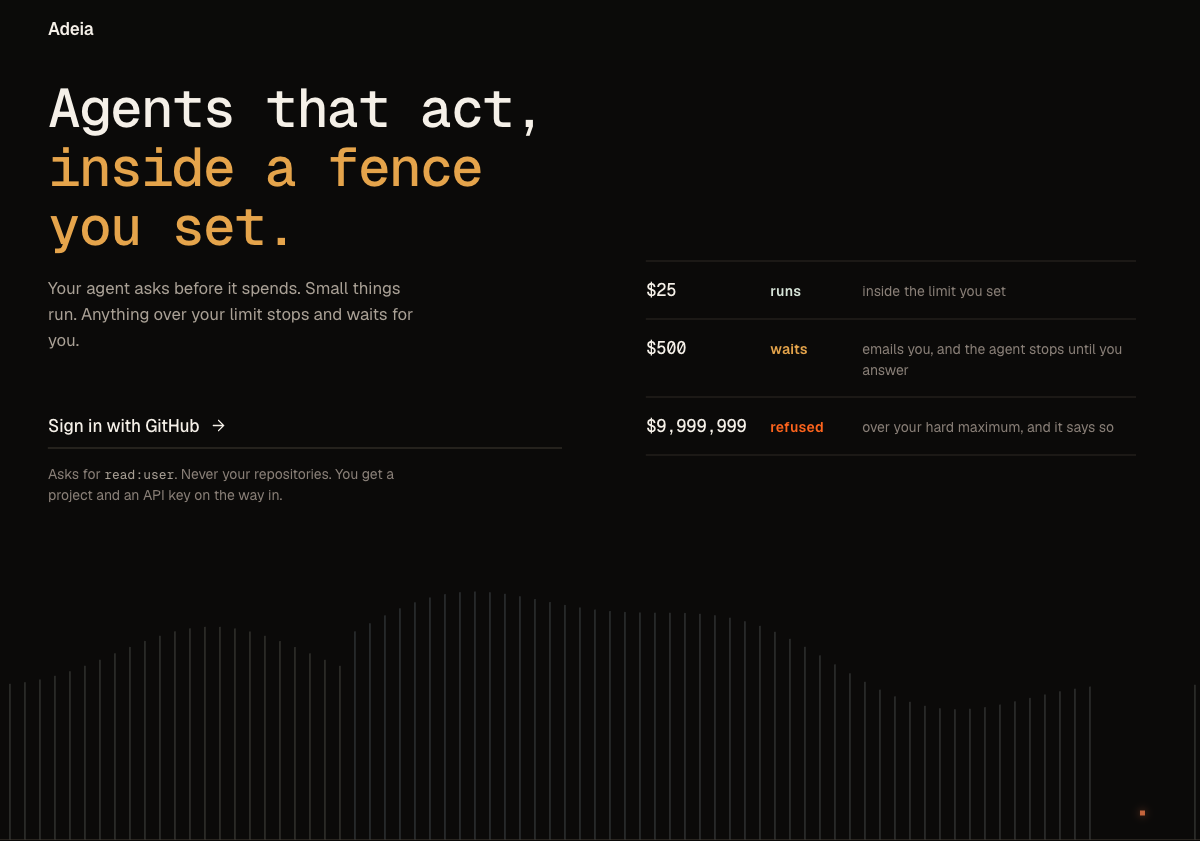 Adeia
Agents that act,
inside a fence
you set.
Your agent asks before it spends. Small things
run. Anything over your limit stops and waits for
you.
Sign in with GitHub →
Asks for read:user. Never your repositories. You get a
project and an API key on the way in.
$25 runs inside the limit you set
$500 waits emails you, and the agent stops until you
answer
$9,999,999 refused over your hard maximum, and it says so